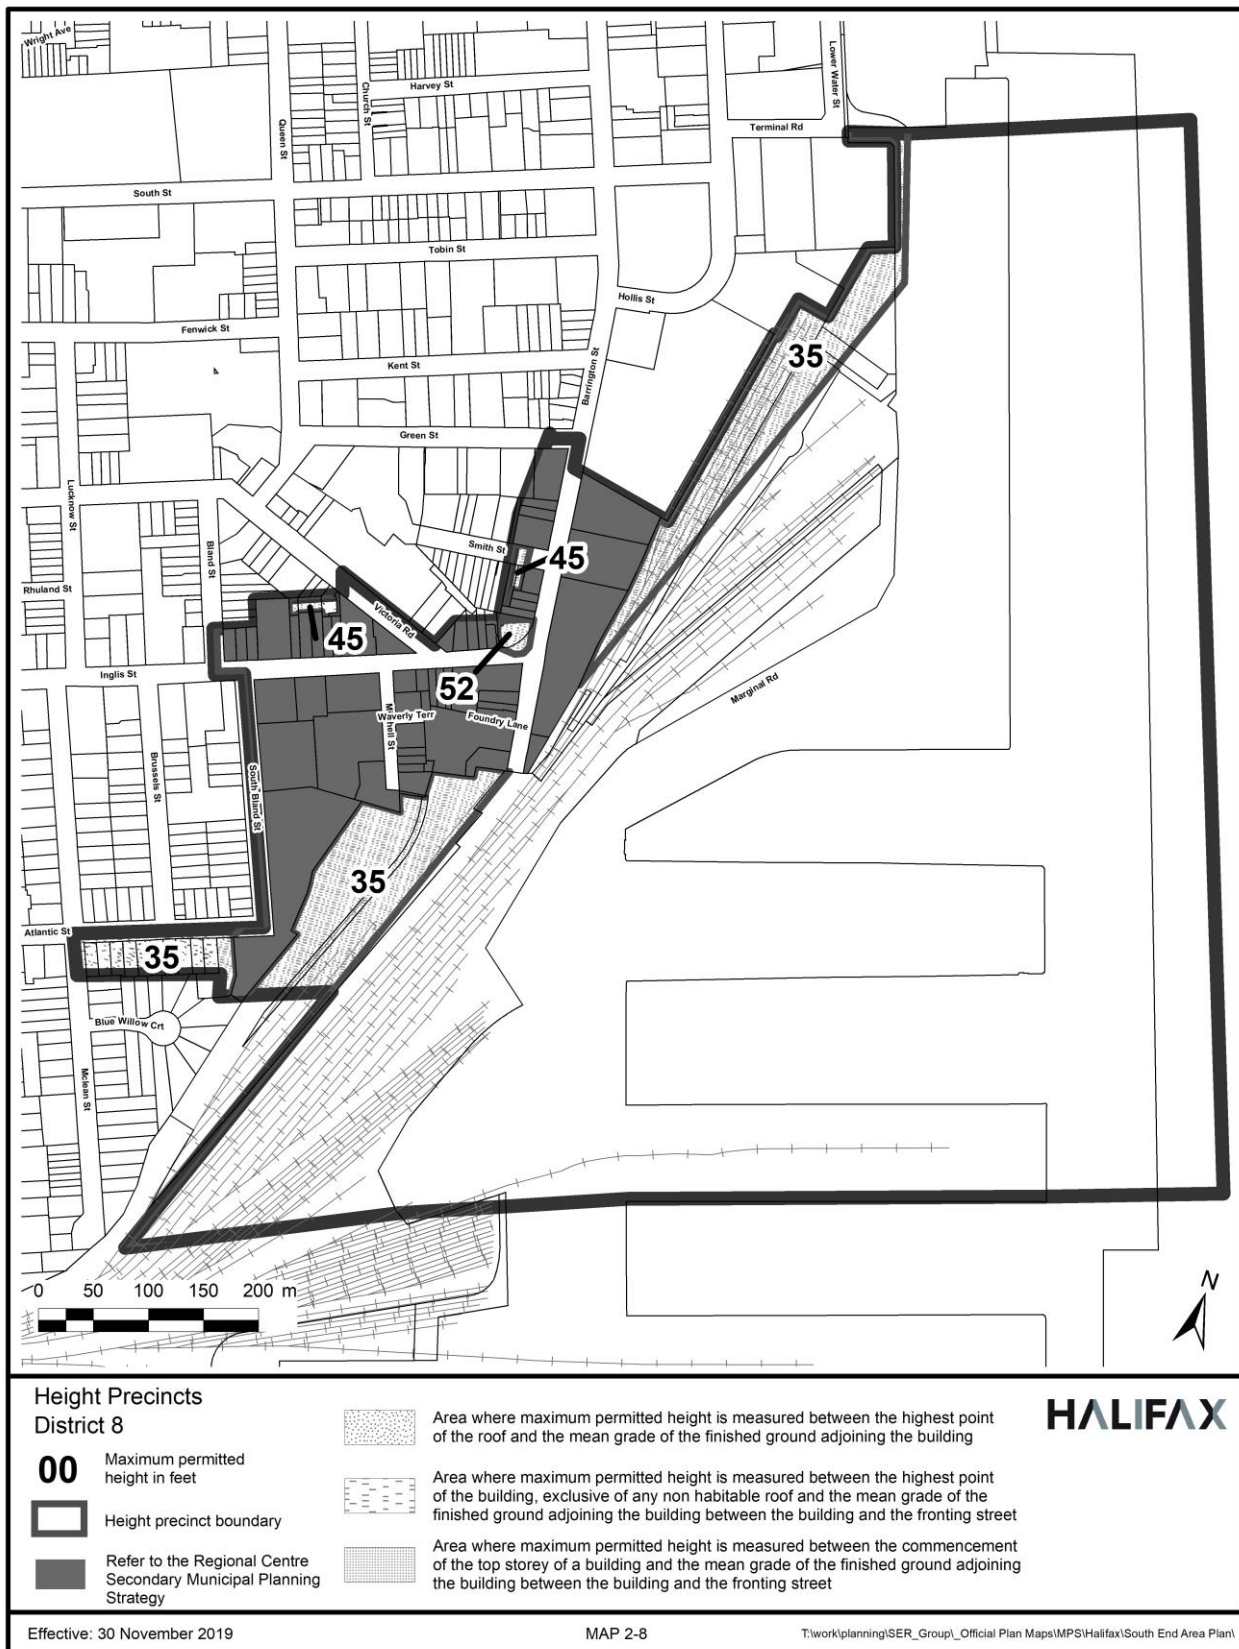 Wright Ave
Harvey St
Church St
Queen St
Lower Water St
Terminal Rd
South St
Tobin St
Hollis St
Fenwick St
Kent St
Barrington St
35
Green St
Lucknow St
Bland St
Smith St
45
Rhuland St
Victoria Rd
45
Inglis St
52
Marginal Rd
Waverly Terr
Foundry Lane
Brussels St
South Bland St
35
Atlantic St
35
Blue Willow Crt
Mclean St
0 50 100 150 200 m
N
Height Precincts
District 8
00 Maximum permitted
height in feet
Height precinct boundary
Refer to the Regional Centre
Secondary Municipal Planning
Strategy
Area where maximum permitted height is measured between the highest point
of the roof and the mean grade of the finished ground adjoining the building
Area where maximum permitted height is measured between the highest point
of the building, exclusive of any non habitable roof and the mean grade of the
finished ground adjoining the building between the building and the fronting street
Area where maximum permitted height is measured between the commencement
of the top storey of a building and the mean grade of the finished ground adjoining
the building between the building and the fronting street
HALIFAX
Effective: 30 November 2019
MAP 2-8
T:\work\planning\SER_Group\_Official Plan Maps\MPS\Halifax\South End Area Plan\